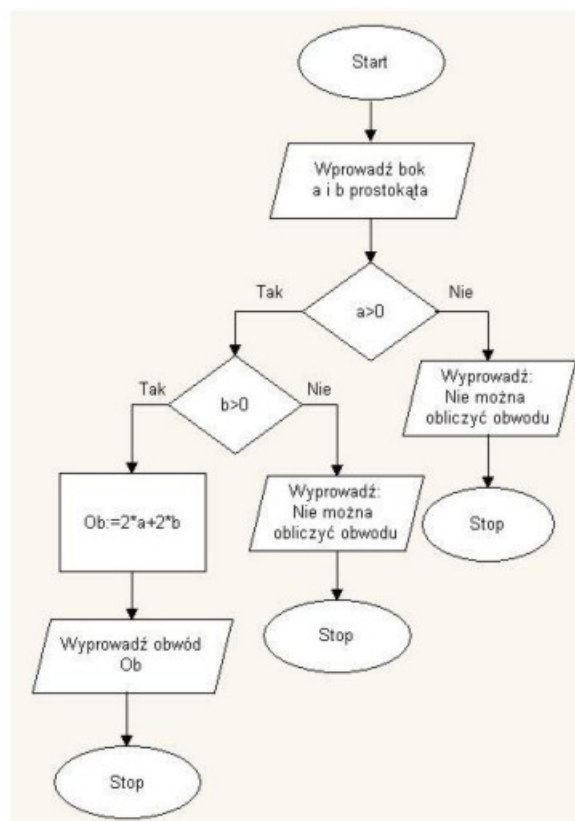 Start
Wprowadź bok
a i b prostokąta
Tak
Nie
a>0
Tak
Nie
b>0
Wyprowadź:
Nie można
obliczyć obwodu
Ob:=2*a+2*b
Wyprowadź:
Nie można
obliczyć obwodu
Stop
Wyprowadź obwód
Ob
Stop
Stop